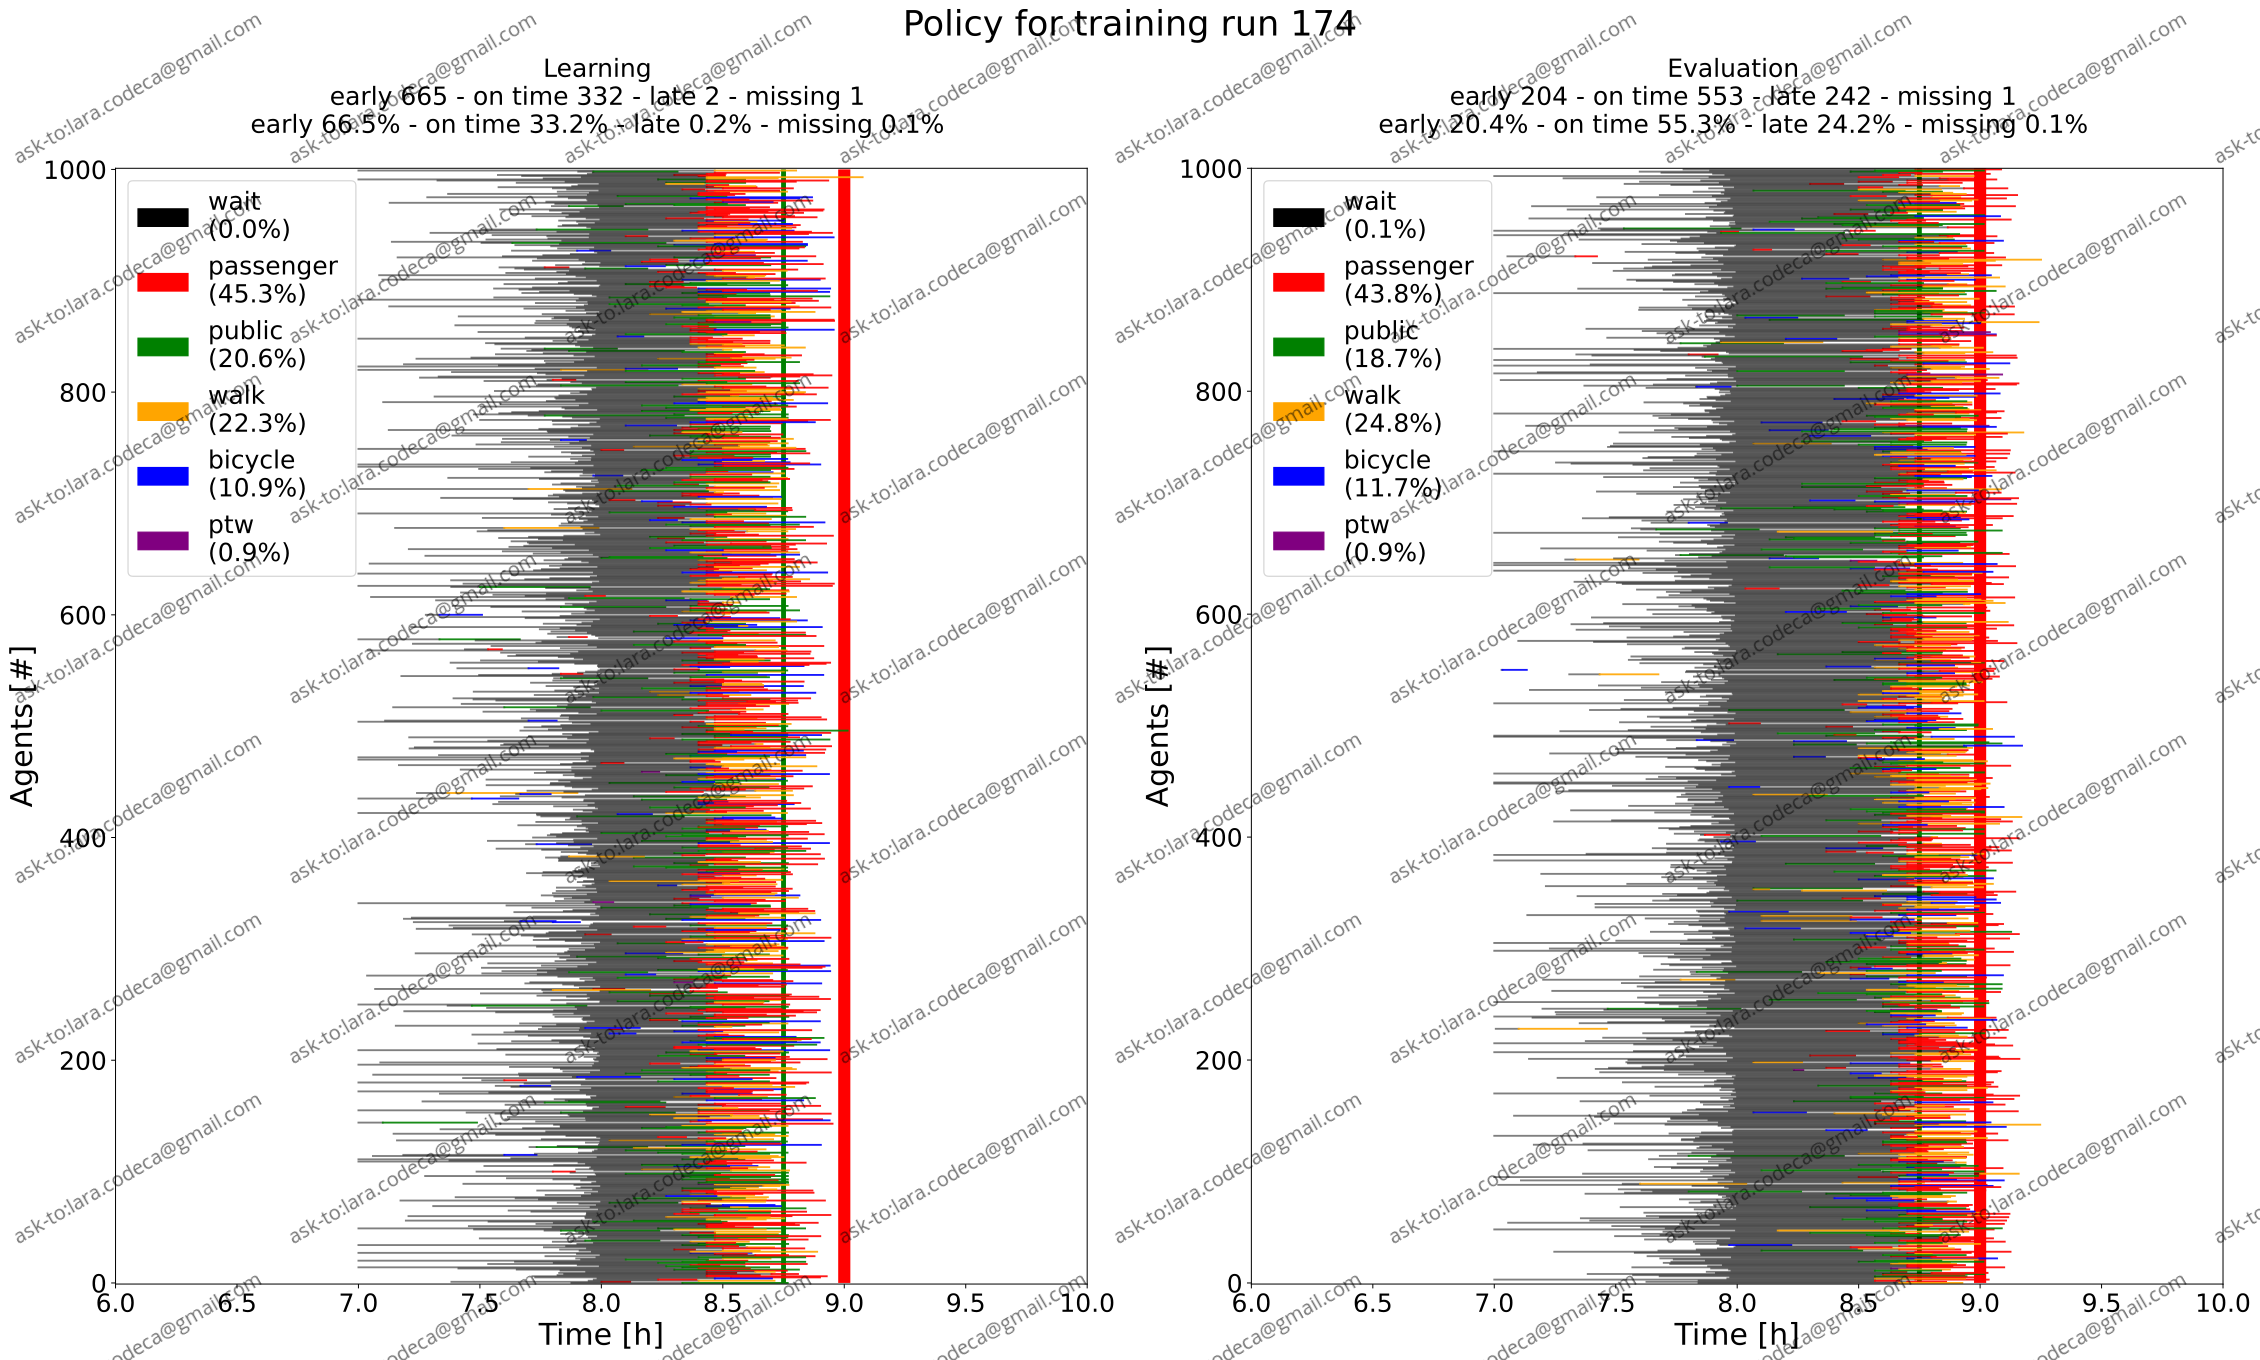 Policy for training run 174
Learning
early 665 - on time 332 - late 2 - missing 1
early 66.5% - on time 33.2% - late 0.2% - missing 0.1%
1000
800
600
400
200
0
Agents [#]
wait
(0.0%)
passenger
(45.3%)
public
(20.6%)
walk
(22.3%)
bicycle
(10.9%)
ptw
(0.9%)
6.0 6.5 7.0 7.5 8.0 8.5 9.0 9.5 10.0
Time [h]
Evaluation
early 204 - on time 553 - late 242 - missing 1
early 20.4% - on time 55.3% - late 24.2% - missing 0.1%
1000
800
600
400
200
0
Agents [#]
wait
(0.1%)
passenger
(43.8%)
public
(18.7%)
walk
(24.8%)
bicycle
(11.7%)
ptw
(0.9%)
6.0 6.5 7.0 7.5 8.0 8.5 9.0 9.5 10.0
Time [h]
ask-to:lara.codeca@gmail.com